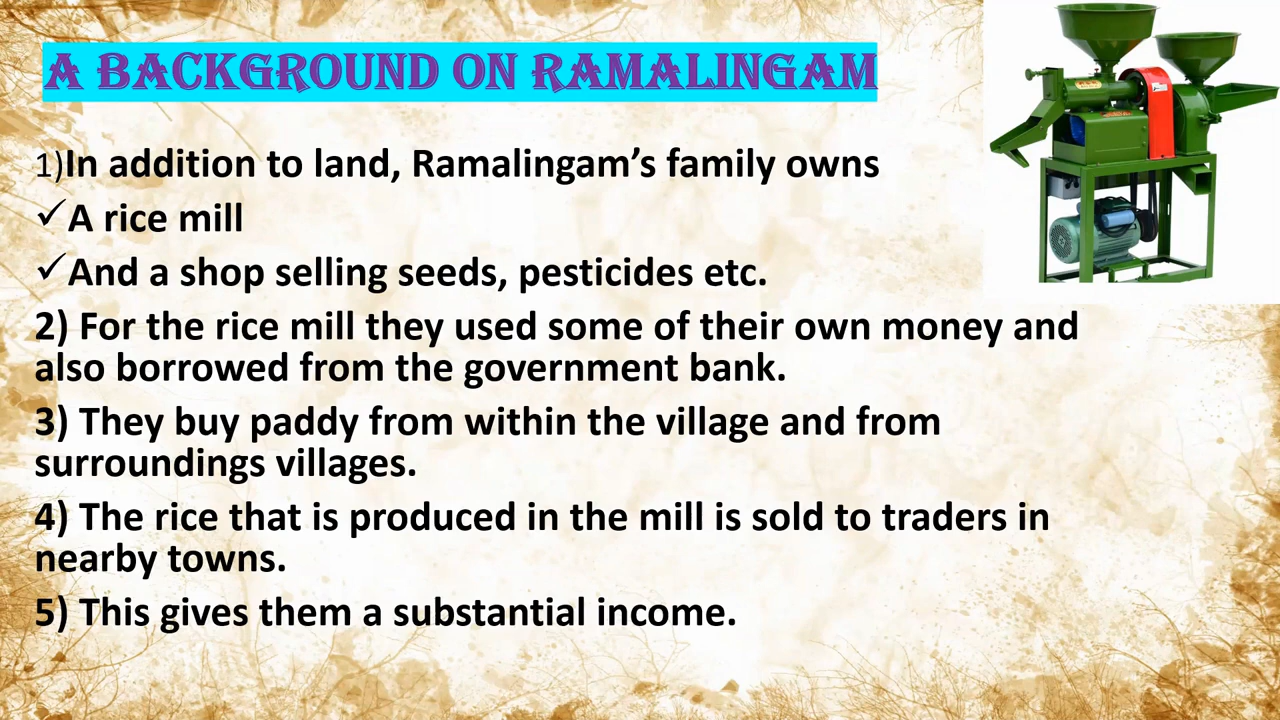 A BACKGROUND ON RAMALINGAM
1)In addition to land, Ramalingam’s family owns
✓A rice mill
✓And a shop selling seeds, pesticides etc.
2) For the rice mill they used some of their own money and
also borrowed from the government bank.
3) They buy paddy from within the village and from
surroundings villages.
4) The rice that is produced in the mill is sold to traders in
nearby towns.
5) This gives them a substantial income.